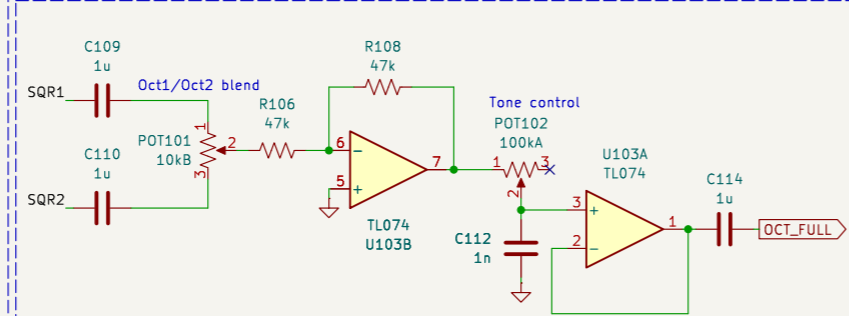 C109
1u
SQR1
Oct1/Oct2 blend
1
POT101
10kB
2
3
C110
1u
SQR2
R106
47k
R108
47k
6
-
5
+
7
TL074
U103B
Tone control
POT102
100kA
1
3
2
C112
1n
U103A
TL074
3
+
2
-
1
C114
1u
OCT_FULL